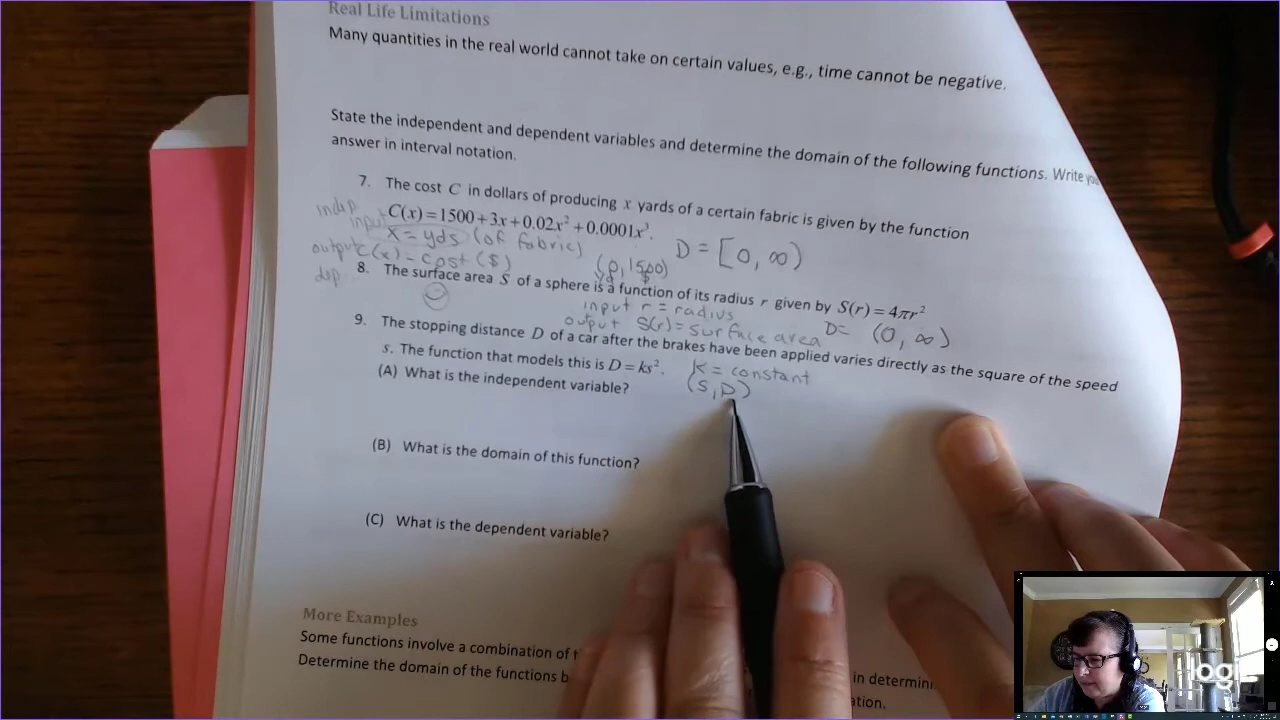 Real Life Limitations
Many quantities in the real world cannot take on certain values, e.g., time cannot be negative.
State the independent and dependent variables and determine the domain of the following functions. Write you
answer in interval notation.
7. The cost C in dollars of producing x yards of a certain fabric is given by the function
indep
input
C(x) = 1500 + 3x + 0.02x² + 0.0001x³.
x = yds (of fabric)
D = [0, ∞)
output C(x) = cost ($)
dep
(0, 1500)
yd $
8. The surface area S of a sphere is a function of its radius r given by S(r) = 4πr²
input r = radius
output S(r) = surface area
D = (0, ∞)
9. The stopping distance D of a car after the brakes have been applied varies directly as the square of the speed
s. The function that models this is D = ks².
K = constant
(A) What is the independent variable?
(S, D)
(B) What is the domain of this function?
(C) What is the dependent variable?
More Examples
Some functions involve a combination of
in determini
Determine the domain of the functions b
ation.
logi